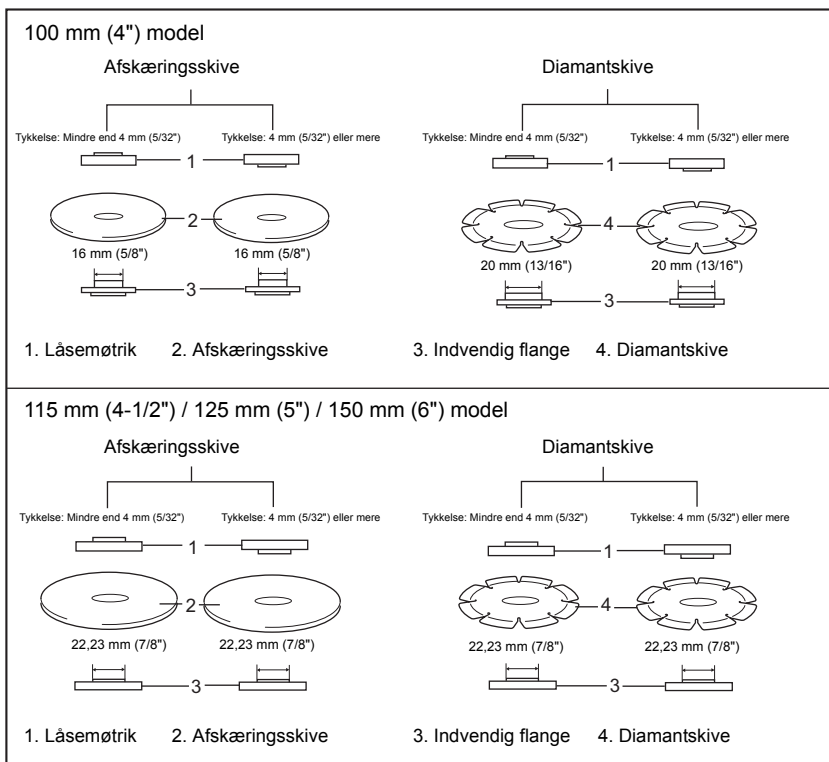 100 mm (4") model
Afskæringsskive
Diamantskive
Tykkelse: Mindre end 4 mm (5/32")
Tykkelse: 4 mm (5/32") eller mere
Tykkelse: Mindre end 4 mm (5/32")
Tykkelse: 4 mm (5/32") eller mere
1
1
2
4
16 mm (5/8")
16 mm (5/8")
20 mm (13/16")
20 mm (13/16")
3
3
1. Låsemøtrik 2. Afskæringsskive 3. Indvendig flange 4. Diamantskive
115 mm (4-1/2") / 125 mm (5") / 150 mm (6") model
Afskæringsskive
Diamantskive
Tykkelse: Mindre end 4 mm (5/32")
Tykkelse: 4 mm (5/32") eller mere
Tykkelse: Mindre end 4 mm (5/32")
Tykkelse: 4 mm (5/32") eller mere
1
1
2
4
22,23 mm (7/8")
22,23 mm (7/8")
22,23 mm (7/8")
22,23 mm (7/8")
3
3
1. Låsemøtrik 2. Afskæringsskive 3. Indvendig flange 4. Diamantskive